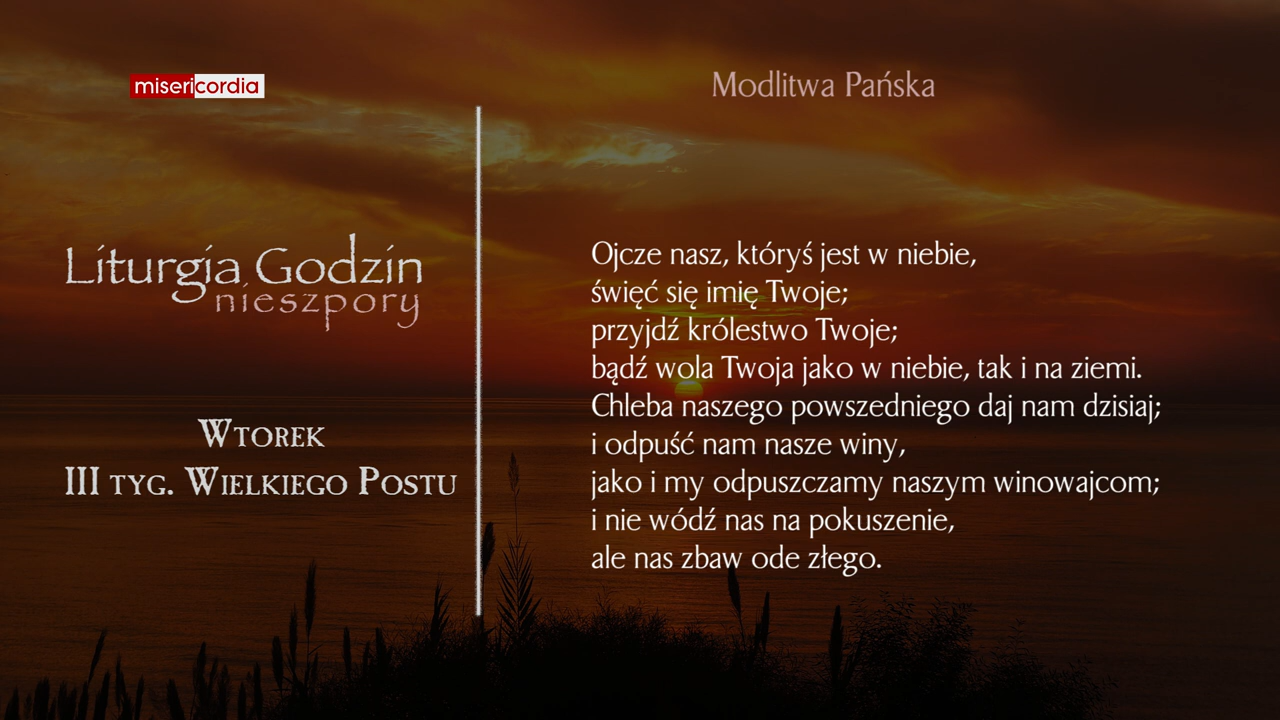 misericordia
Liturgia Godzin
nieszpory
Wtorek
III tyg. Wielkiego Postu
Modlitwa Pańska
Ojcze nasz, któryś jest w niebie,
święć się imię Twoje;
przyjdź królestwo Twoje;
bądź wola Twoja jako w niebie, tak i na ziemi.
Chleba naszego powszedniego daj nam dzisiaj;
i odpuść nam nasze winy,
jako i my odpuszczamy naszym winowajcom;
i nie wódź nas na pokuszenie,
ale nas zbaw ode złego.